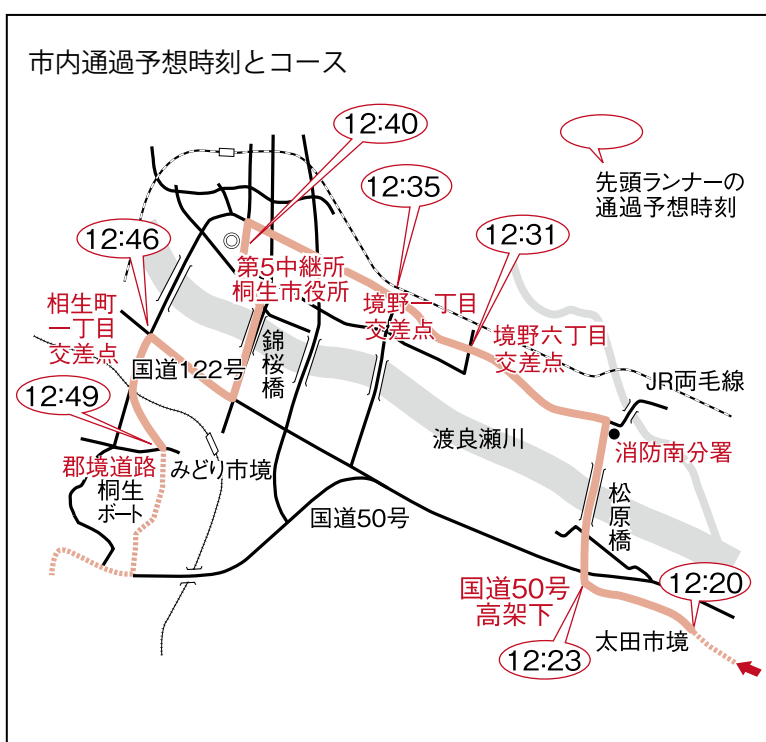 市内通過予想時刻とコース
12:40
先頭ランナーの
通過予想時刻
12:35
12:31
12:46
第5中継所
桐生市役所
相生町
一丁目
交差点
境野一丁目
交差点
境野六丁目
交差点
錦桜橋
国道122号
JR両毛線
12:49
渡良瀬川
消防南分署
郡境道路
みどり市境
桐生
ボート
国道50号
松原橋
国道50号
高架下
12:20
太田市境
12:23